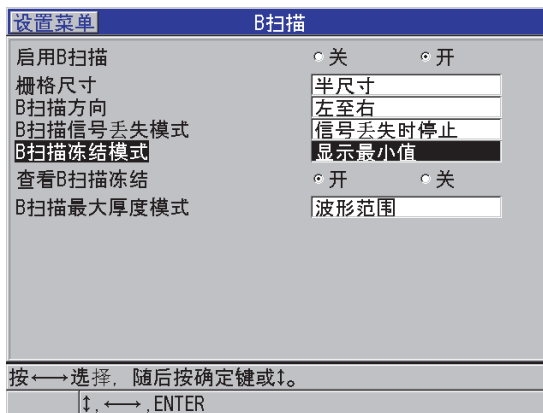 设置菜单 B扫描
启用B扫描 关 开
栅格尺寸 半尺寸
B扫描方向 左至右
B扫描信号丢失模式 信号丢失时停止
B扫描冻结模式 显示最小值
查看B扫描冻结 开 关
B扫描最大厚度模式 波形范围
按←→选择，随后按确定键或↕。
↕,←→,ENTER